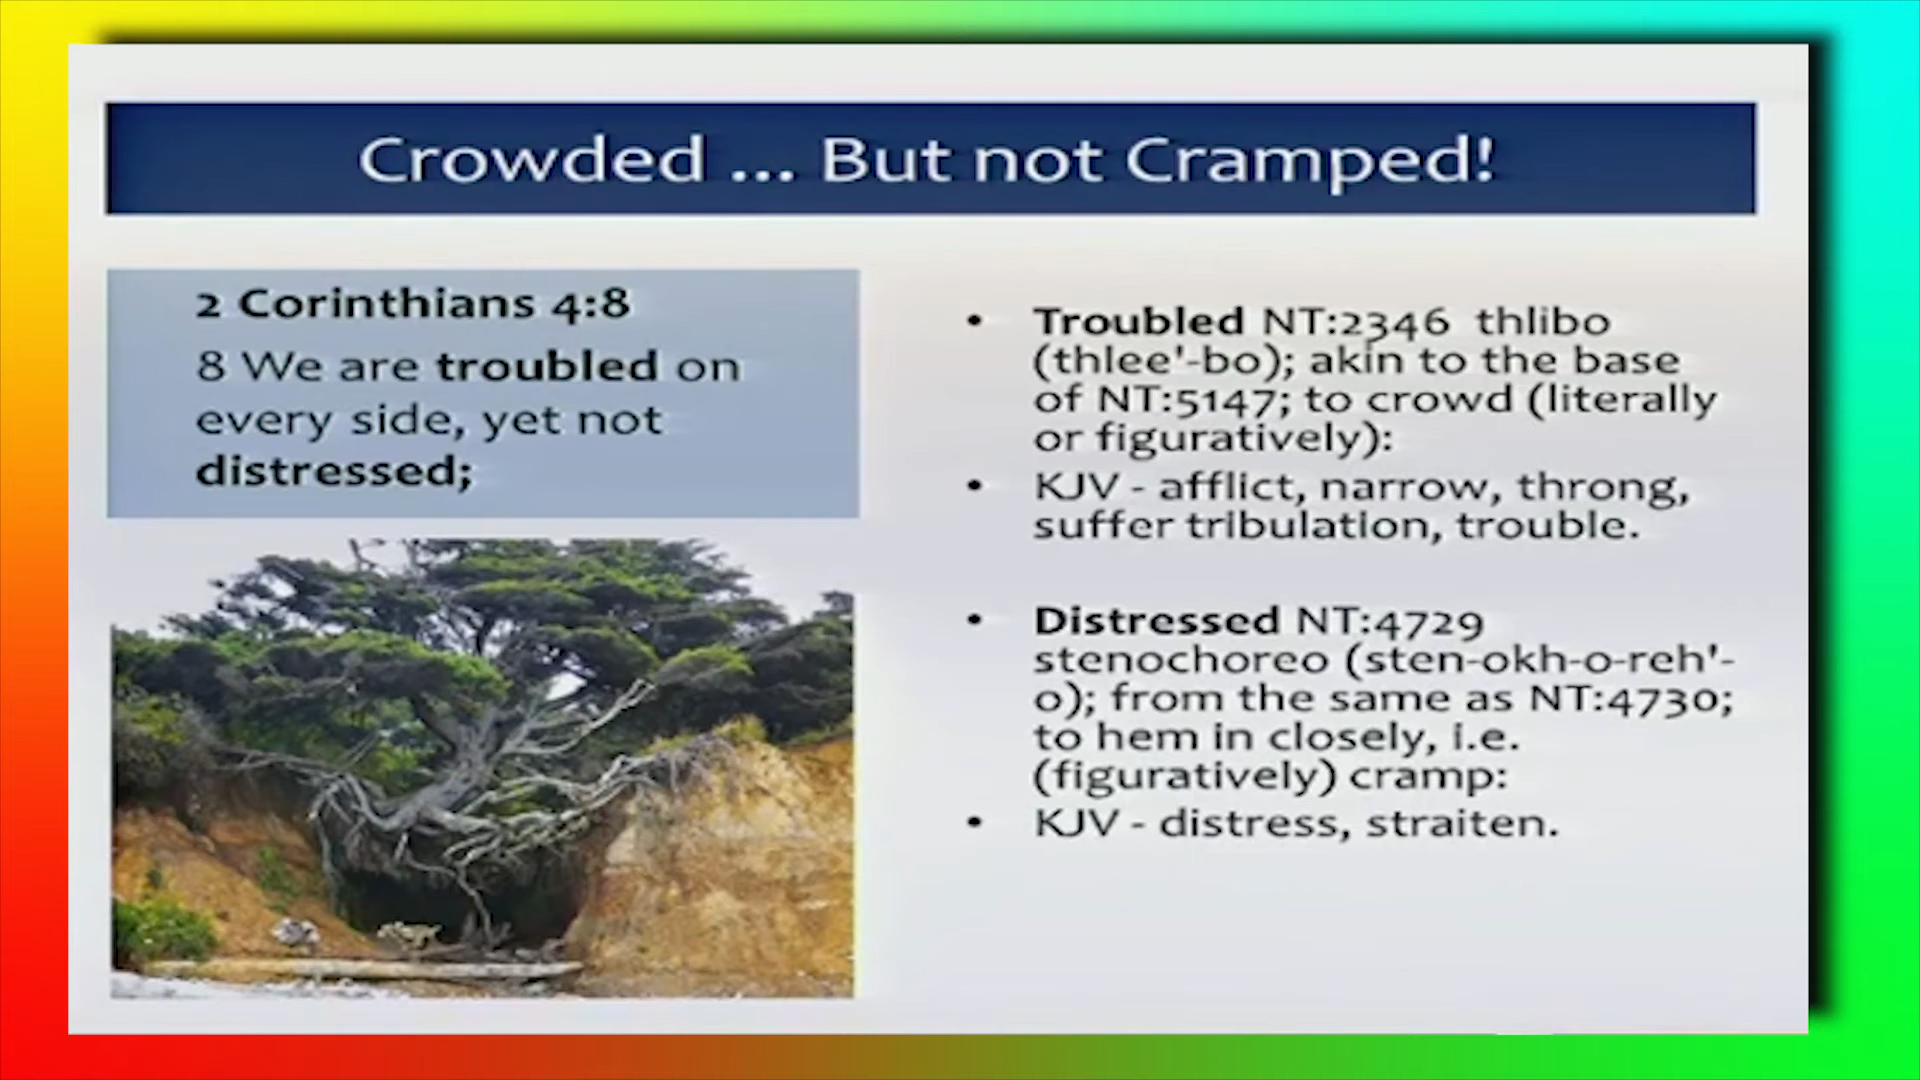 Crowded ... But not Cramped!
2 Corinthians 4:8
8 We are troubled on
every side, yet not
distressed;
• Troubled NT:2346 thlibo
(thlee'-bo); akin to the base
of NT:5147; to crowd (literally
or figuratively):
• KJV - afflict, narrow, throng,
suffer tribulation, trouble.
• Distressed NT:4729
stenochoreo (sten-okh-o-reh'-
o); from the same as NT:4730;
to hem in closely, i.e.
(figuratively) cramp:
• KJV - distress, straiten.